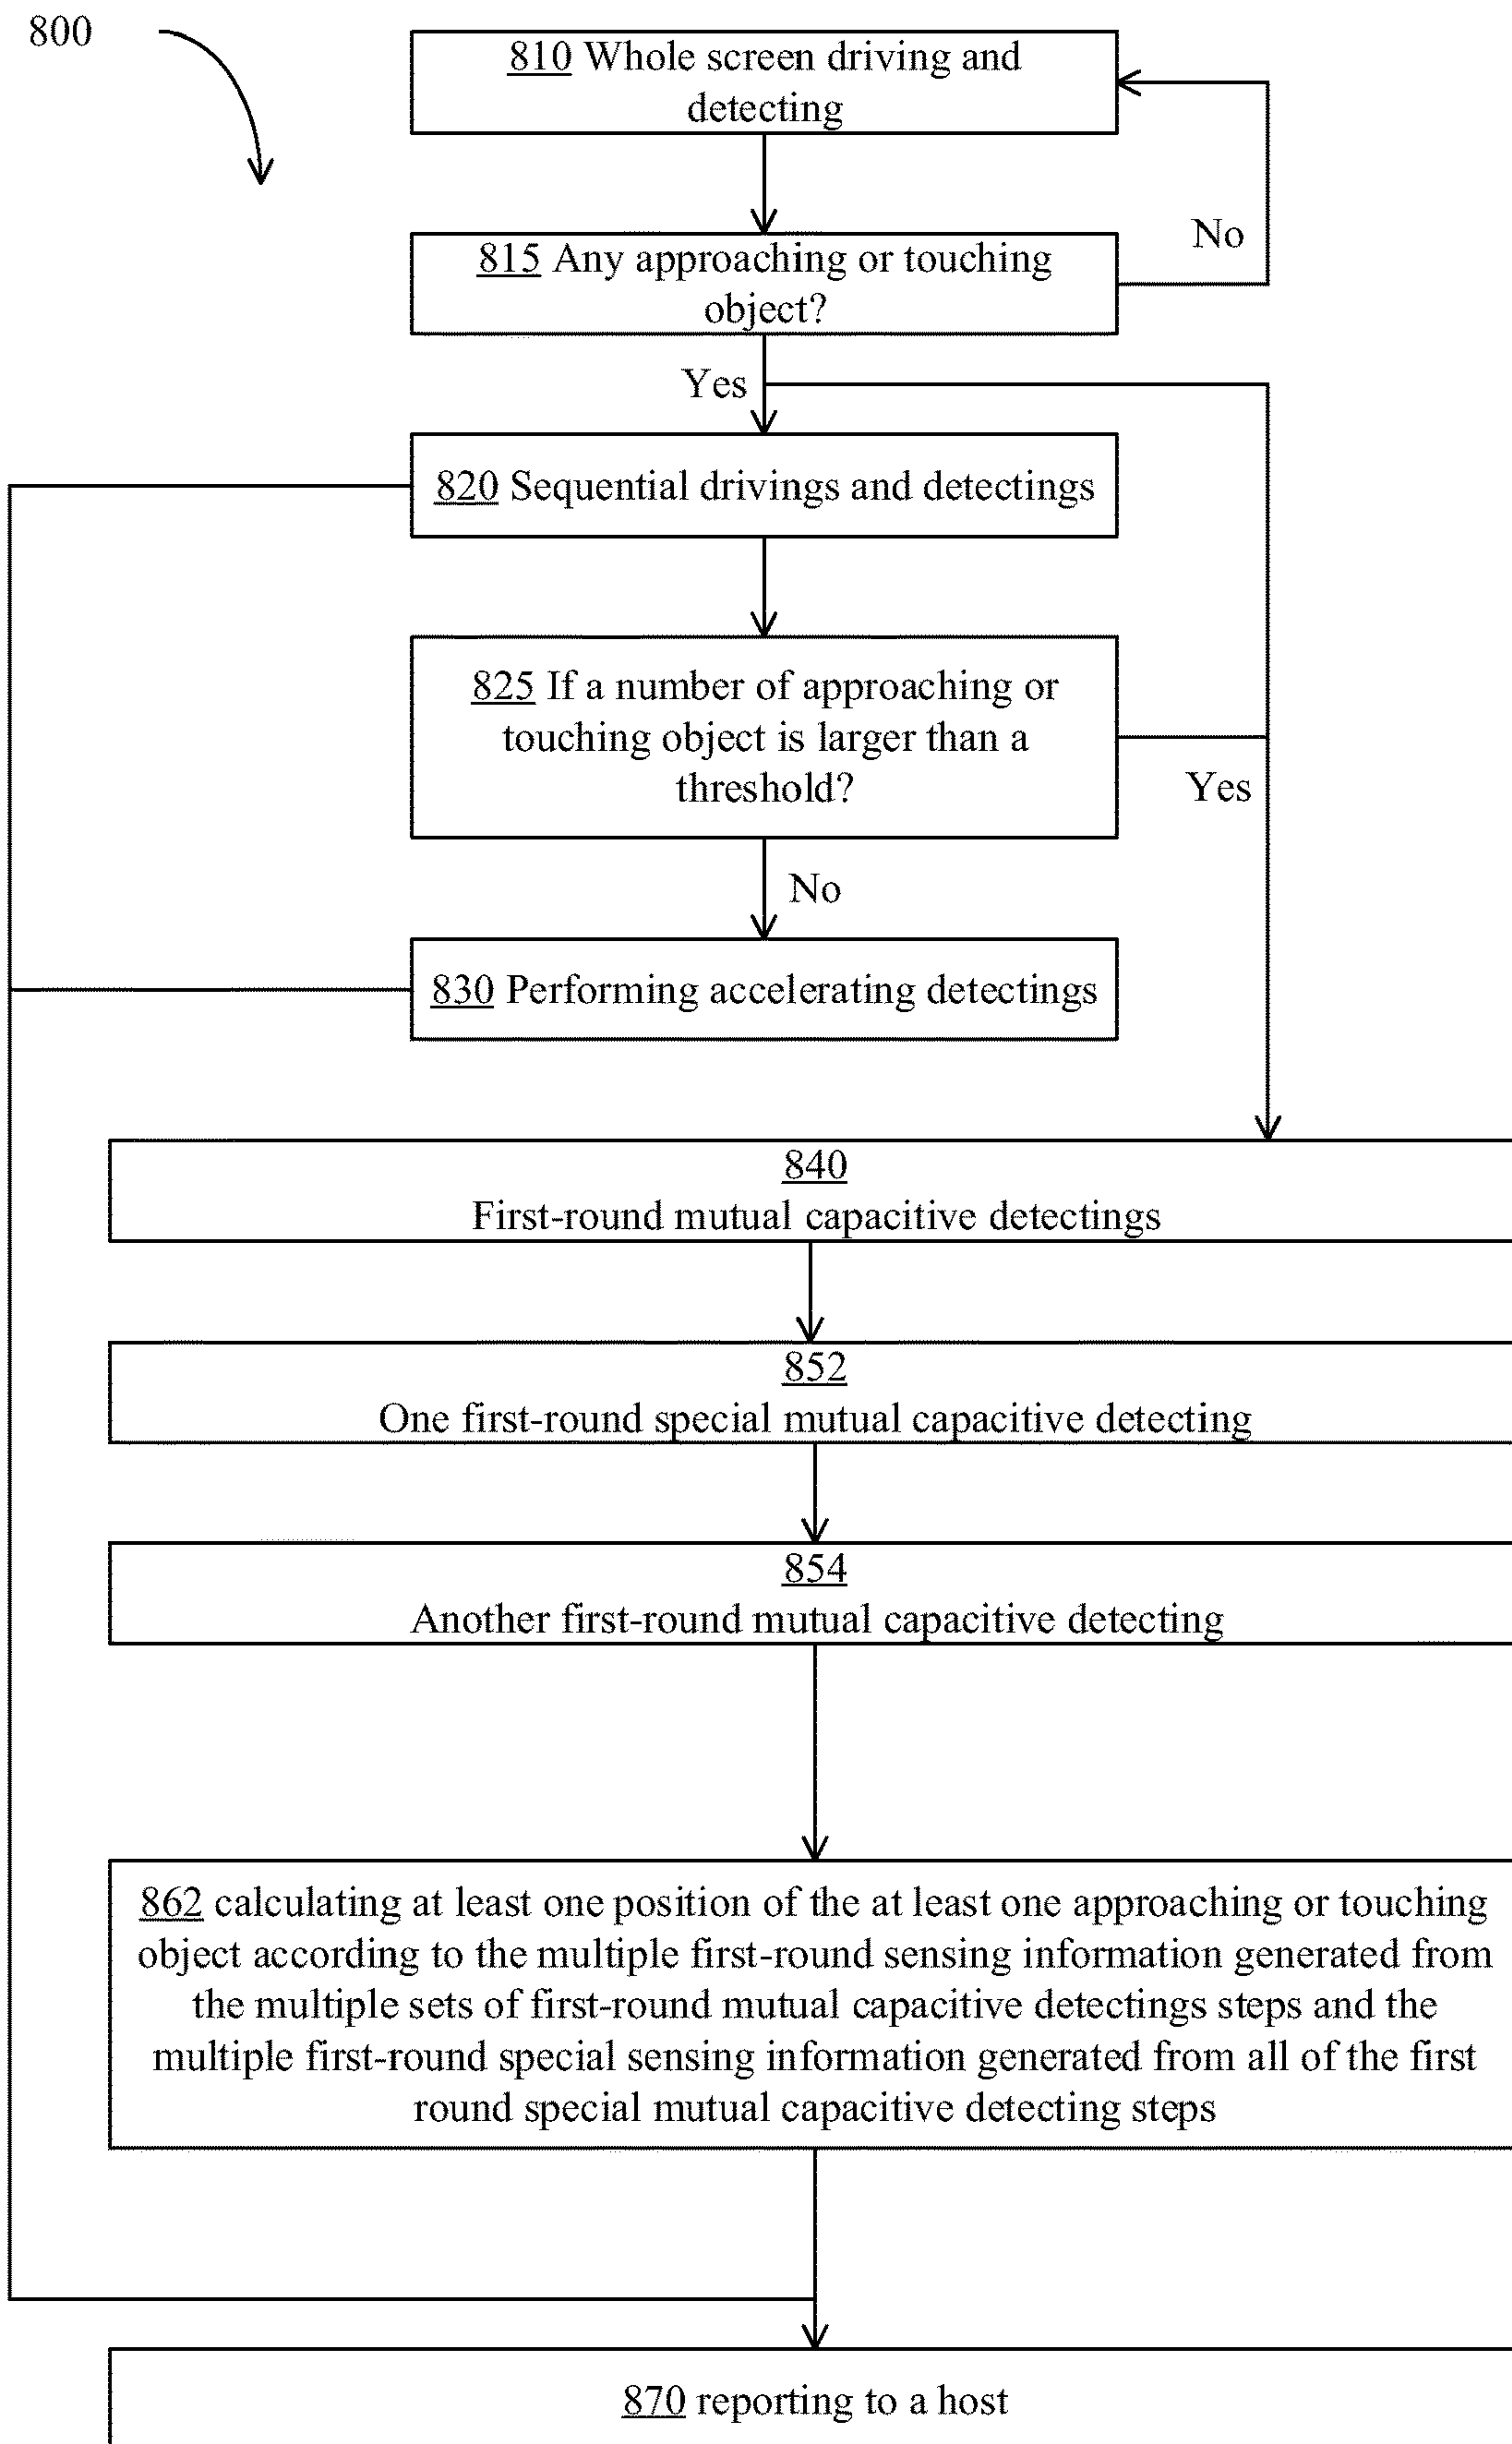 800
810 Whole screen driving and
detecting
No
815 Any approaching or touching
object?
Yes
820 Sequential drivings and detectings
825 If a number of approaching or
touching object is larger than a
threshold?
Yes
No
830 Performing accelerating detectings
840
First-round mutual capacitive detectings
852
One first-round special mutual capacitive detecting
854
Another first-round mutual capacitive detecting
862 calculating at least one position of the at least one approaching or touching
object according to the multiple first-round sensing information generated from
the multiple sets of first-round mutual capacitive detectings steps and the
multiple first-round special sensing information generated from all of the first
round special mutual capacitive detecting steps
870 reporting to a host